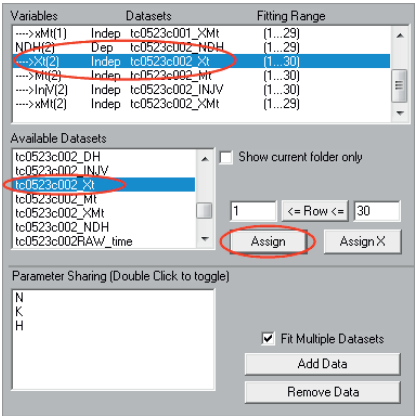 Variables Datasets Fitting Range
---->xMt(1) Indep tc0523c001_XMt (1...29)
NDH(2) Dep tc0523c002_NDH (1...29)
---->Xt(2) Indep tc0523c002_Xt (1...30)
---->Mt(2) Indep tc0523c002_Mt (1...30)
---->InjV(2) Indep tc0523c002_INJV (1...30)
---->xMt(2) Indep tc0523c002_XMt (1...29)
Available Datasets
tc0523c002_DH
tc0523c002_INJV
tc0523c002_Xt
tc0523c002_Mt
tc0523c002_XMt
tc0523c002_NDH
tc0523c002RAW_time
Show current folder only
1 <= Row <= 30
Assign Assign X
Parameter Sharing (Double Click to toggle)
N
K
H
Fit Multiple Datasets
Add Data
Remove Data